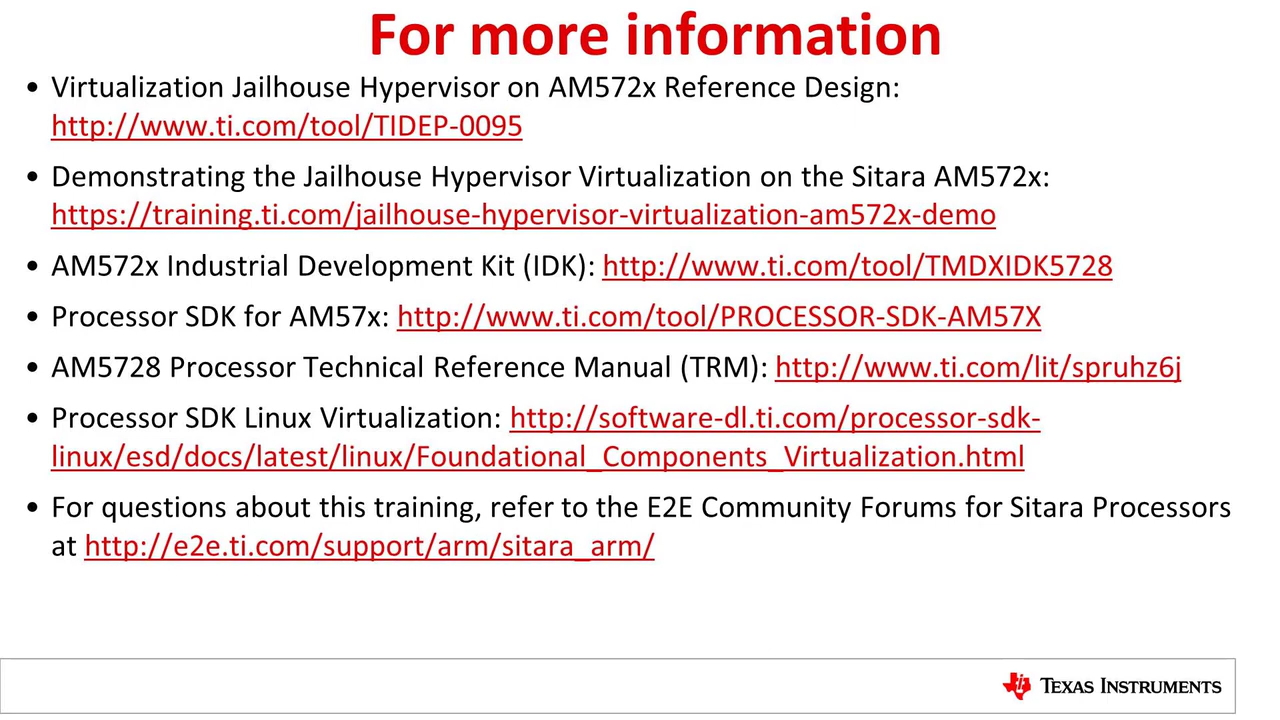 For more information
• Virtualization Jailhouse Hypervisor on AM572x Reference Design:
http://www.ti.com/tool/TIDEP-0095
• Demonstrating the Jailhouse Hypervisor Virtualization on the Sitara AM572x:
https://training.ti.com/jailhouse-hypervisor-virtualization-am572x-demo
• AM572x Industrial Development Kit (IDK): http://www.ti.com/tool/TMDXIDK5728
• Processor SDK for AM57x: http://www.ti.com/tool/PROCESSOR-SDK-AM57X
• AM5728 Processor Technical Reference Manual (TRM): http://www.ti.com/lit/spruhz6j
• Processor SDK Linux Virtualization: http://software-dl.ti.com/processor-sdk-
linux/esd/docs/latest/linux/Foundational_Components_Virtualization.html
• For questions about this training, refer to the E2E Community Forums for Sitara Processors
at http://e2e.ti.com/support/arm/sitara_arm/
TEXAS INSTRUMENTS